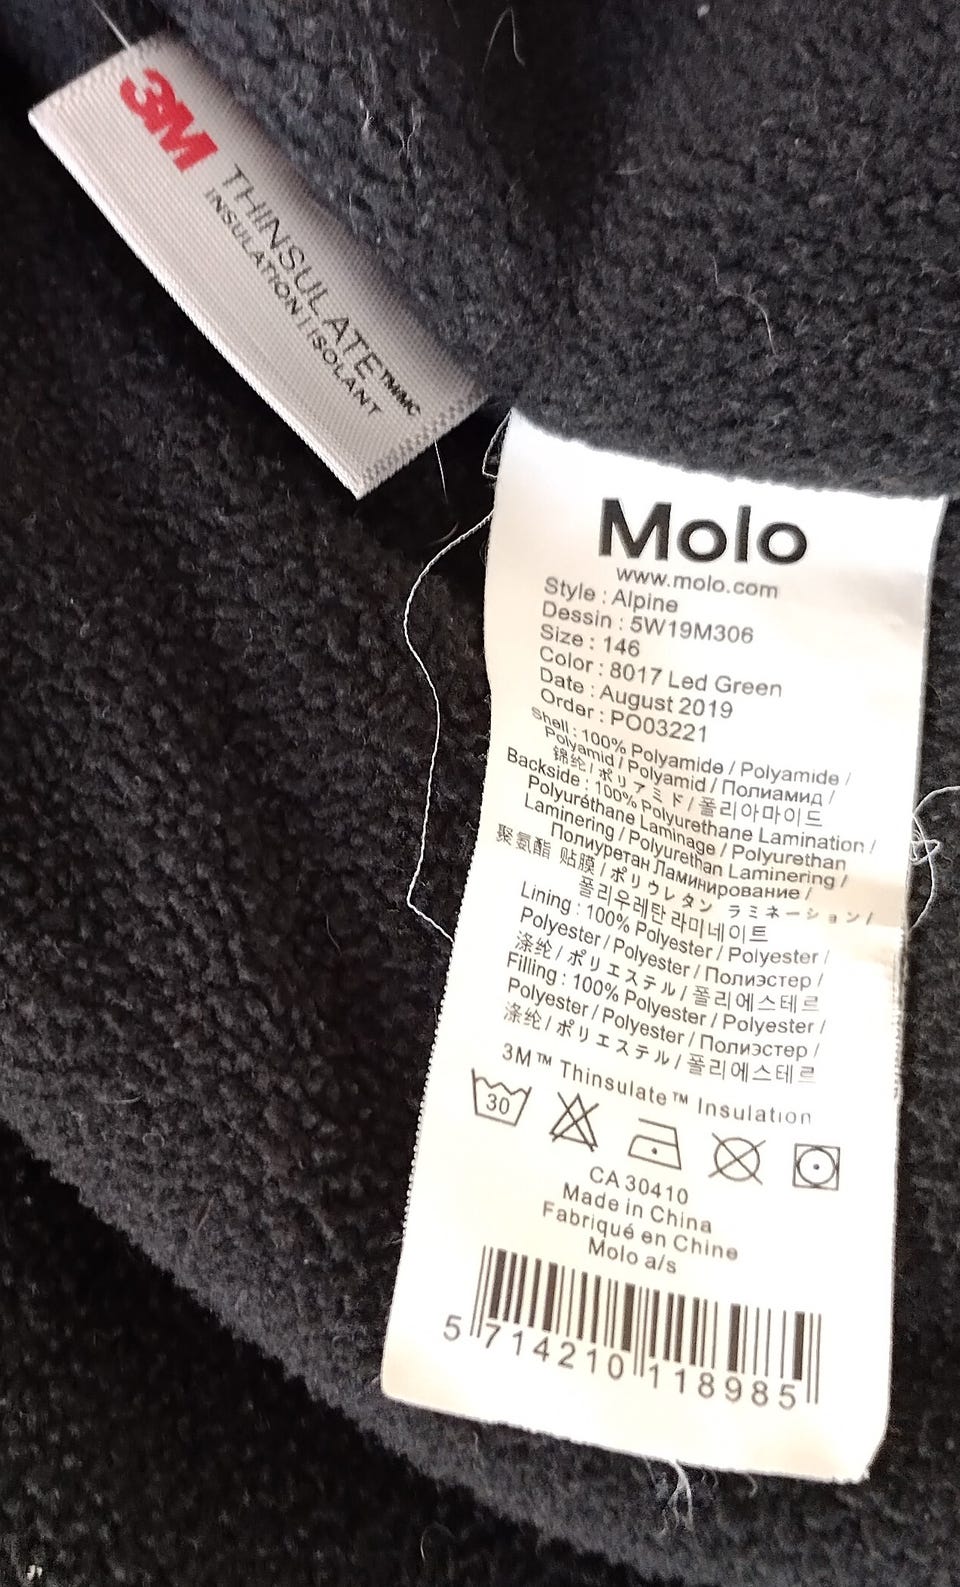 3M
THINSULATE™/MC
INSULATION | ISOLANT
Molo
www.molo.com
Style : Alpine
Dessin : 5W19M306
Size : 146
Color : 8017 Led Green
Date : August 2019
Order : PO03221
Shell : 100% Polyamide / Polyamide /
Polyamid / Polyamid / Полиамид /
锦纶 / ポリアミド / 폴리아마이드
Backside : 100% Polyurethane Lamination /
Polyuréthane Laminage / Polyurethan
Laminering / Polyurethan Laminering /
Полиуретан Ламинирование /
聚氨酯 贴膜 / ポリウレタン ラミネーション /
폴리우레탄 라미네이트
Lining : 100% Polyester / Polyester /
Polyester / Polyester / Полиэстер /
涤纶 / ポリエステル / 폴리에스테르
Filling : 100% Polyester / Polyester /
Polyester / Polyester / Полиэстер /
涤纶 / ポリエステル / 폴리에스테르
3M™ Thinsulate™ Insulation
30
CA 30410
Made in China
Fabriqué en Chine
Molo a/s
5 714210 118985